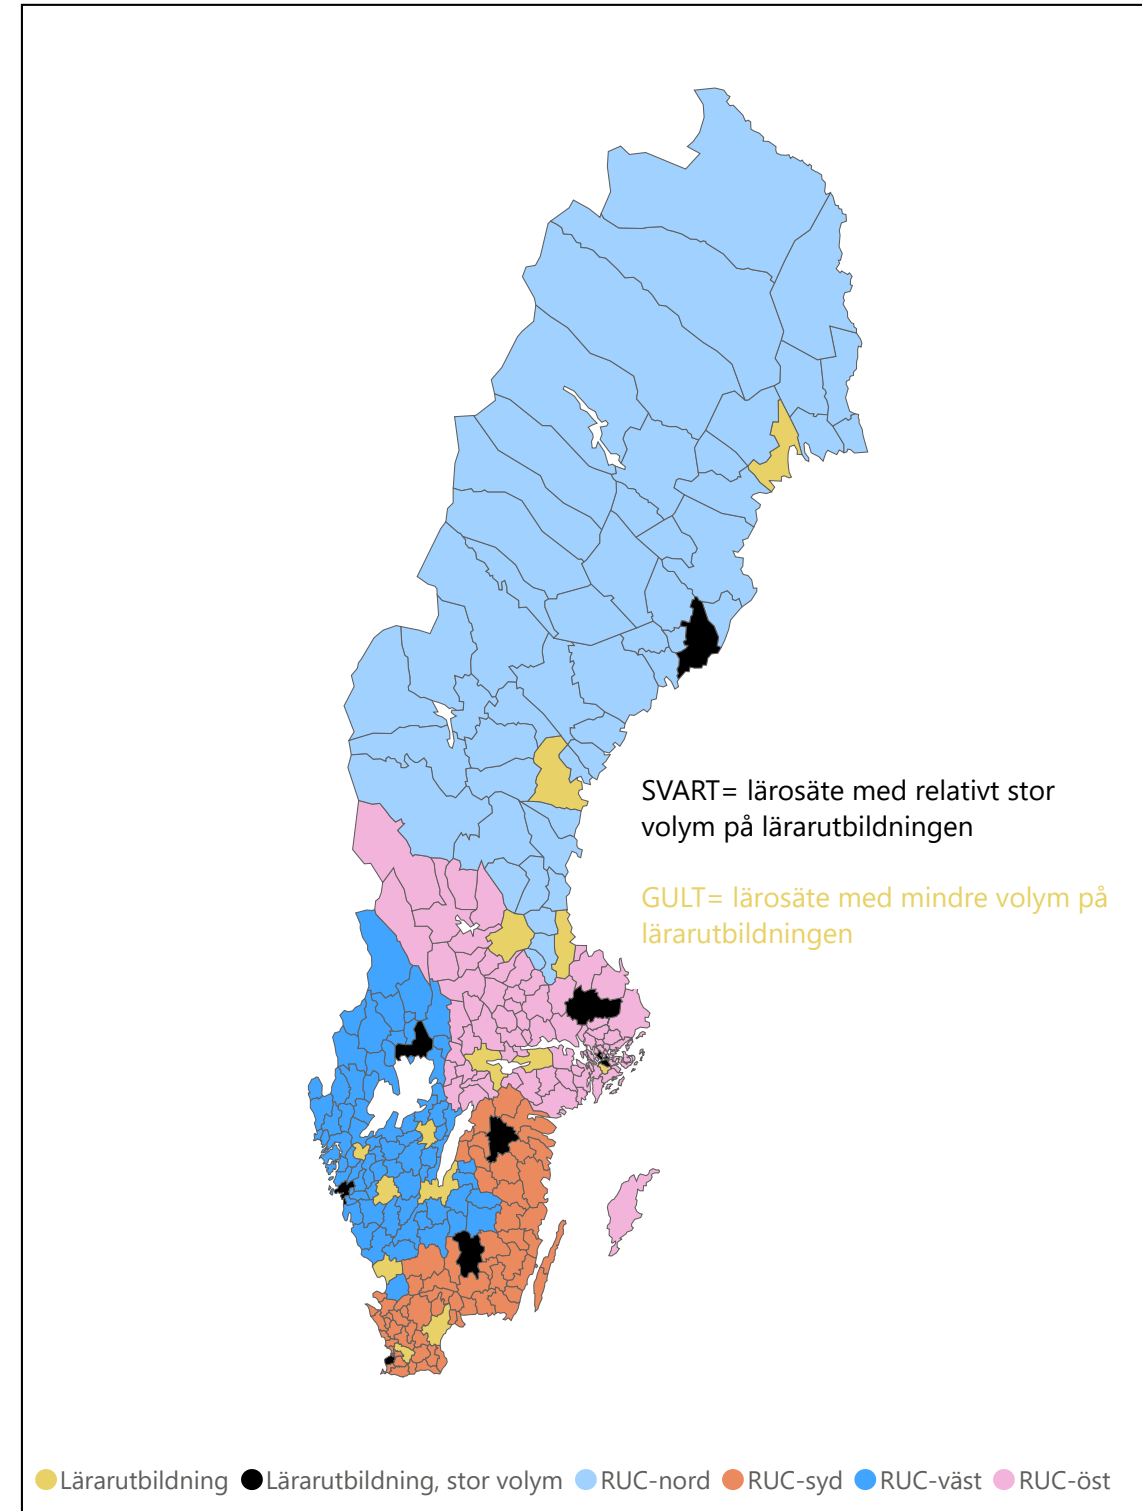 SVART= lärosäte med relativt stor
volym på lärarutbildningen
GULT= lärosäte med mindre volym på
lärarutbildningen
Lärarutbildning Lärarutbildning, stor volym RUC-nord RUC-syd RUC-väst RUC-öst